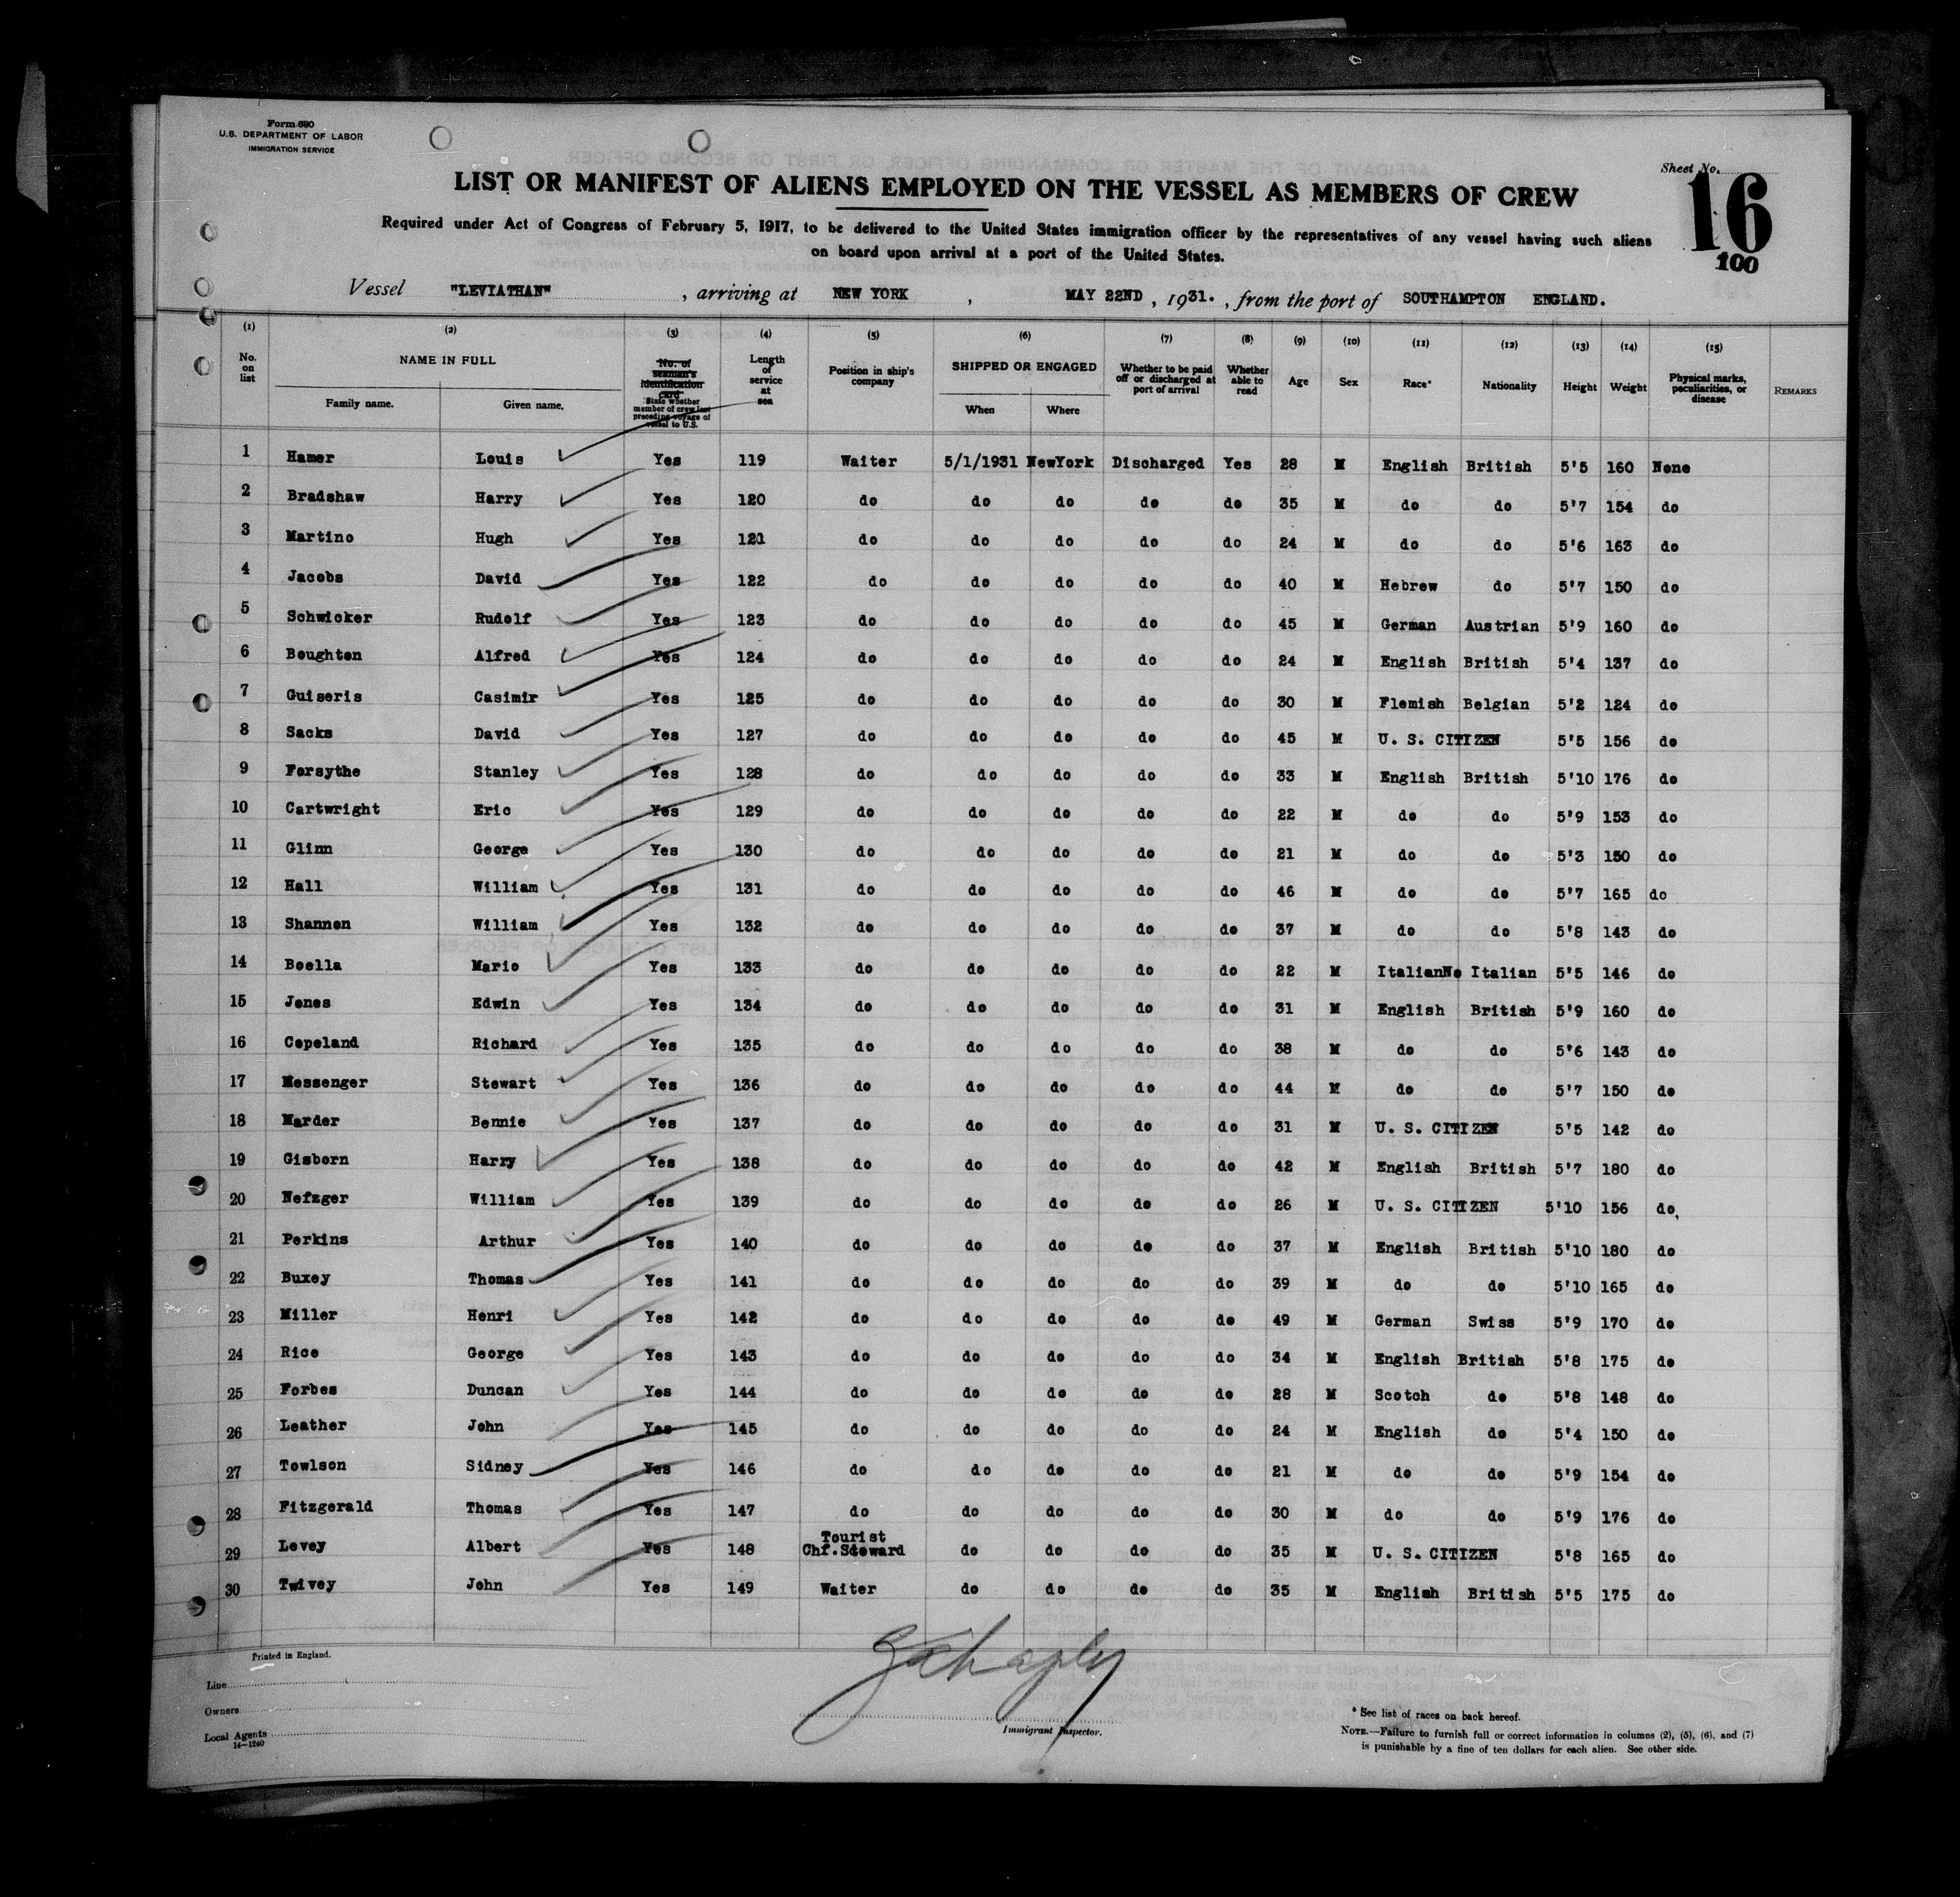 Form 680
U.S. DEPARTMENT OF LABOR
IMMIGRATION SERVICE
Sheet No.
16
100
LIST OR MANIFEST OF ALIENS EMPLOYED ON THE VESSEL AS MEMBERS OF CREW
Required under Act of Congress of February 5, 1917, to be delivered to the United States immigration officer by the representatives of any vessel having such aliens
on board upon arrival at a port of the United States.
Vessel "LEVIATHAN" , arriving at NEW YORK , MAY 22ND , 1931. , from the port of SOUTHAMPTON ENGLAND.
(1) (2) (3) (4) (5) (6) (7) (8) (9) (10) (11) (12) (13) (14) (15)
No. on list NAME IN FULL Family name. Given name. No. of seaman's identification card State whether member of crew last preceding voyage of vessel to U.S. Length of service at sea Position in ship's company SHIPPED OR ENGAGED When Where Whether to be paid off or discharged at port of arrival Whether able to read Age Sex Race* Nationality Height Weight Physical marks, peculiarities, or disease REMARKS
1 Hamer Louis Yes 119 Waiter 5/1/1931 NewYork Discharged Yes 28 M English British 5'5 160 None
2 Bradshaw Harry Yes 120 do do do do do 35 M do do 5'7 154 do
3 Martino Hugh Yes 121 do do do do do 24 M do do 5'6 163 do
4 Jacobs David Yes 122 do do do do do 40 M Hebrew do 5'7 150 do
5 Schwicker Rudolf Yes 123 do do do do do 45 M German Austrian 5'9 160 do
6 Boughton Alfred Yes 124 do do do do do 24 M English British 5'4 137 do
7 Guiseris Casimir Yes 125 do do do do do 30 M Flemish Belgian 5'2 124 do
8 Sacks David Yes 127 do do do do do 45 M U. S. CITIZEN 5'5 156 do
9 Forsythe Stanley Yes 128 do do do do do 33 M English British 5'10 176 do
10 Cartwright Eric Yes 129 do do do do do 22 M do do 5'9 153 do
11 Glinn George Yes 130 do do do do do 21 M do do 5'3 150 do
12 Hall William Yes 131 do do do do do 46 M do do 5'7 165 do
13 Shannon William Yes 132 do do do do do 37 M do do 5'8 143 do
14 Boella Mario Yes 133 do do do do do 22 M ItalianNo Italian 5'5 146 do
15 Jones Edwin Yes 134 do do do do do 31 M English British 5'9 160 do
16 Copeland Richard Yes 135 do do do do do 38 M do do 5'6 143 do
17 Messenger Stewart Yes 136 do do do do do 44 M do do 5'7 150 do
18 Marder Bennie Yes 137 do do do do do 31 M U. S. CITIZEN 5'5 142 do
19 Gisborn Harry Yes 138 do do do do do 42 M English British 5'7 180 do
20 Nefzger William Yes 139 do do do do do 26 M U. S. CITIZEN 5'10 156 do
21 Perkins Arthur Yes 140 do do do do do 37 M English British 5'10 180 do
22 Buxey Thomas Yes 141 do do do do do 39 M do do 5'10 165 do
23 Miller Henri Yes 142 do do do do do 49 M German Swiss 5'9 170 do
24 Rice George Yes 143 do do do do do 34 M English British 5'8 175 do
25 Forbes Duncan Yes 144 do do do do do 28 M Scotch do 5'8 148 do
26 Leather John Yes 145 do do do do do 24 M English do 5'4 150 do
27 Towlson Sidney Yes 146 do do do do do 21 M do do 5'9 154 do
28 Fitzgerald Thomas Yes 147 do do do do do 30 M do do 5'9 176 do
29 Levey Albert Yes 148 Tourist Chf.Steward do do do do 35 M U. S. CITIZEN 5'8 165 do
30 Twivey John Yes 149 Waiter do do do do 35 M English British 5'5 175 do
Printed in England.
Line
Owners
Local Agents
14—1240
Immigrant Inspector.
* See list of races on back hereof.
NOTE.—Failure to furnish full or correct information in columns (2), (5), (6), and (7)
is punishable by a fine of ten dollars for each alien. See other side.